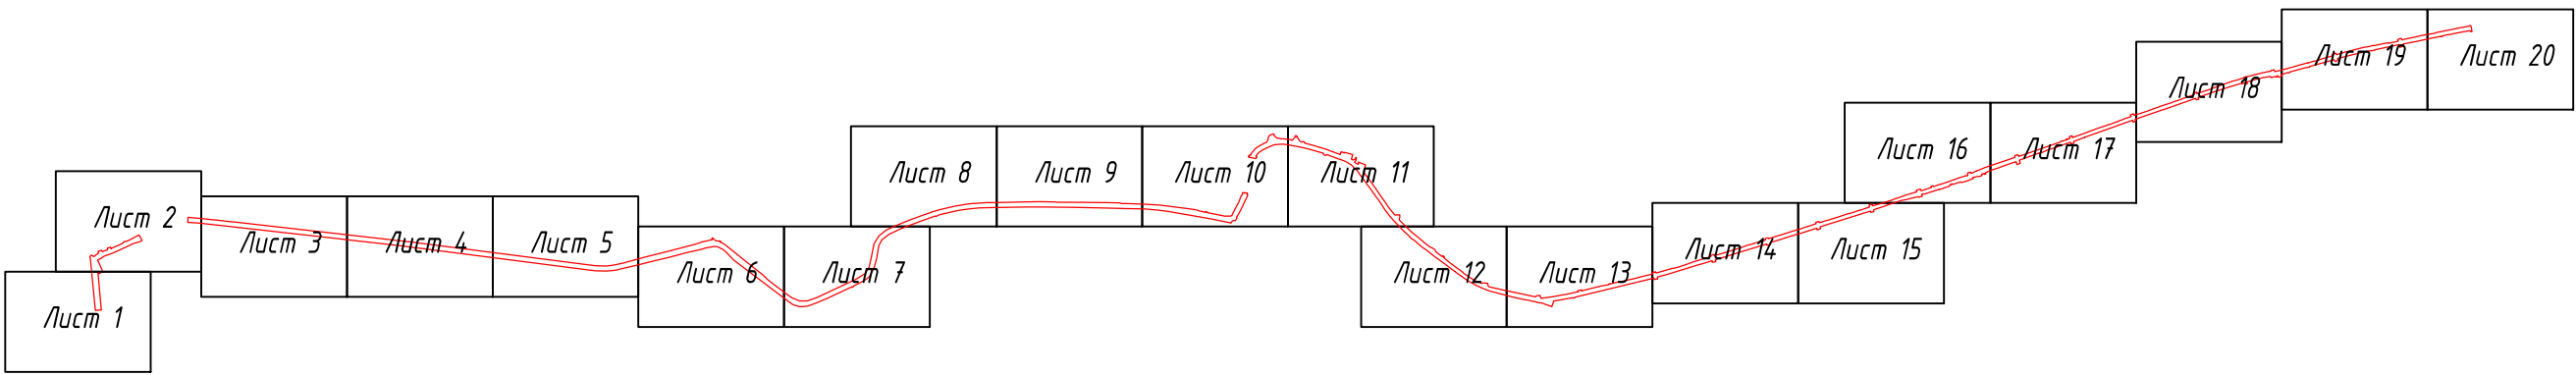 Лист 1
Лист 2
Лист 3
Лист 4
Лист 5
Лист 6
Лист 7
Лист 8
Лист 9
Лист 10
Лист 11
Лист 12
Лист 13
Лист 14
Лист 15
Лист 16
Лист 17
Лист 18
Лист 19
Лист 20